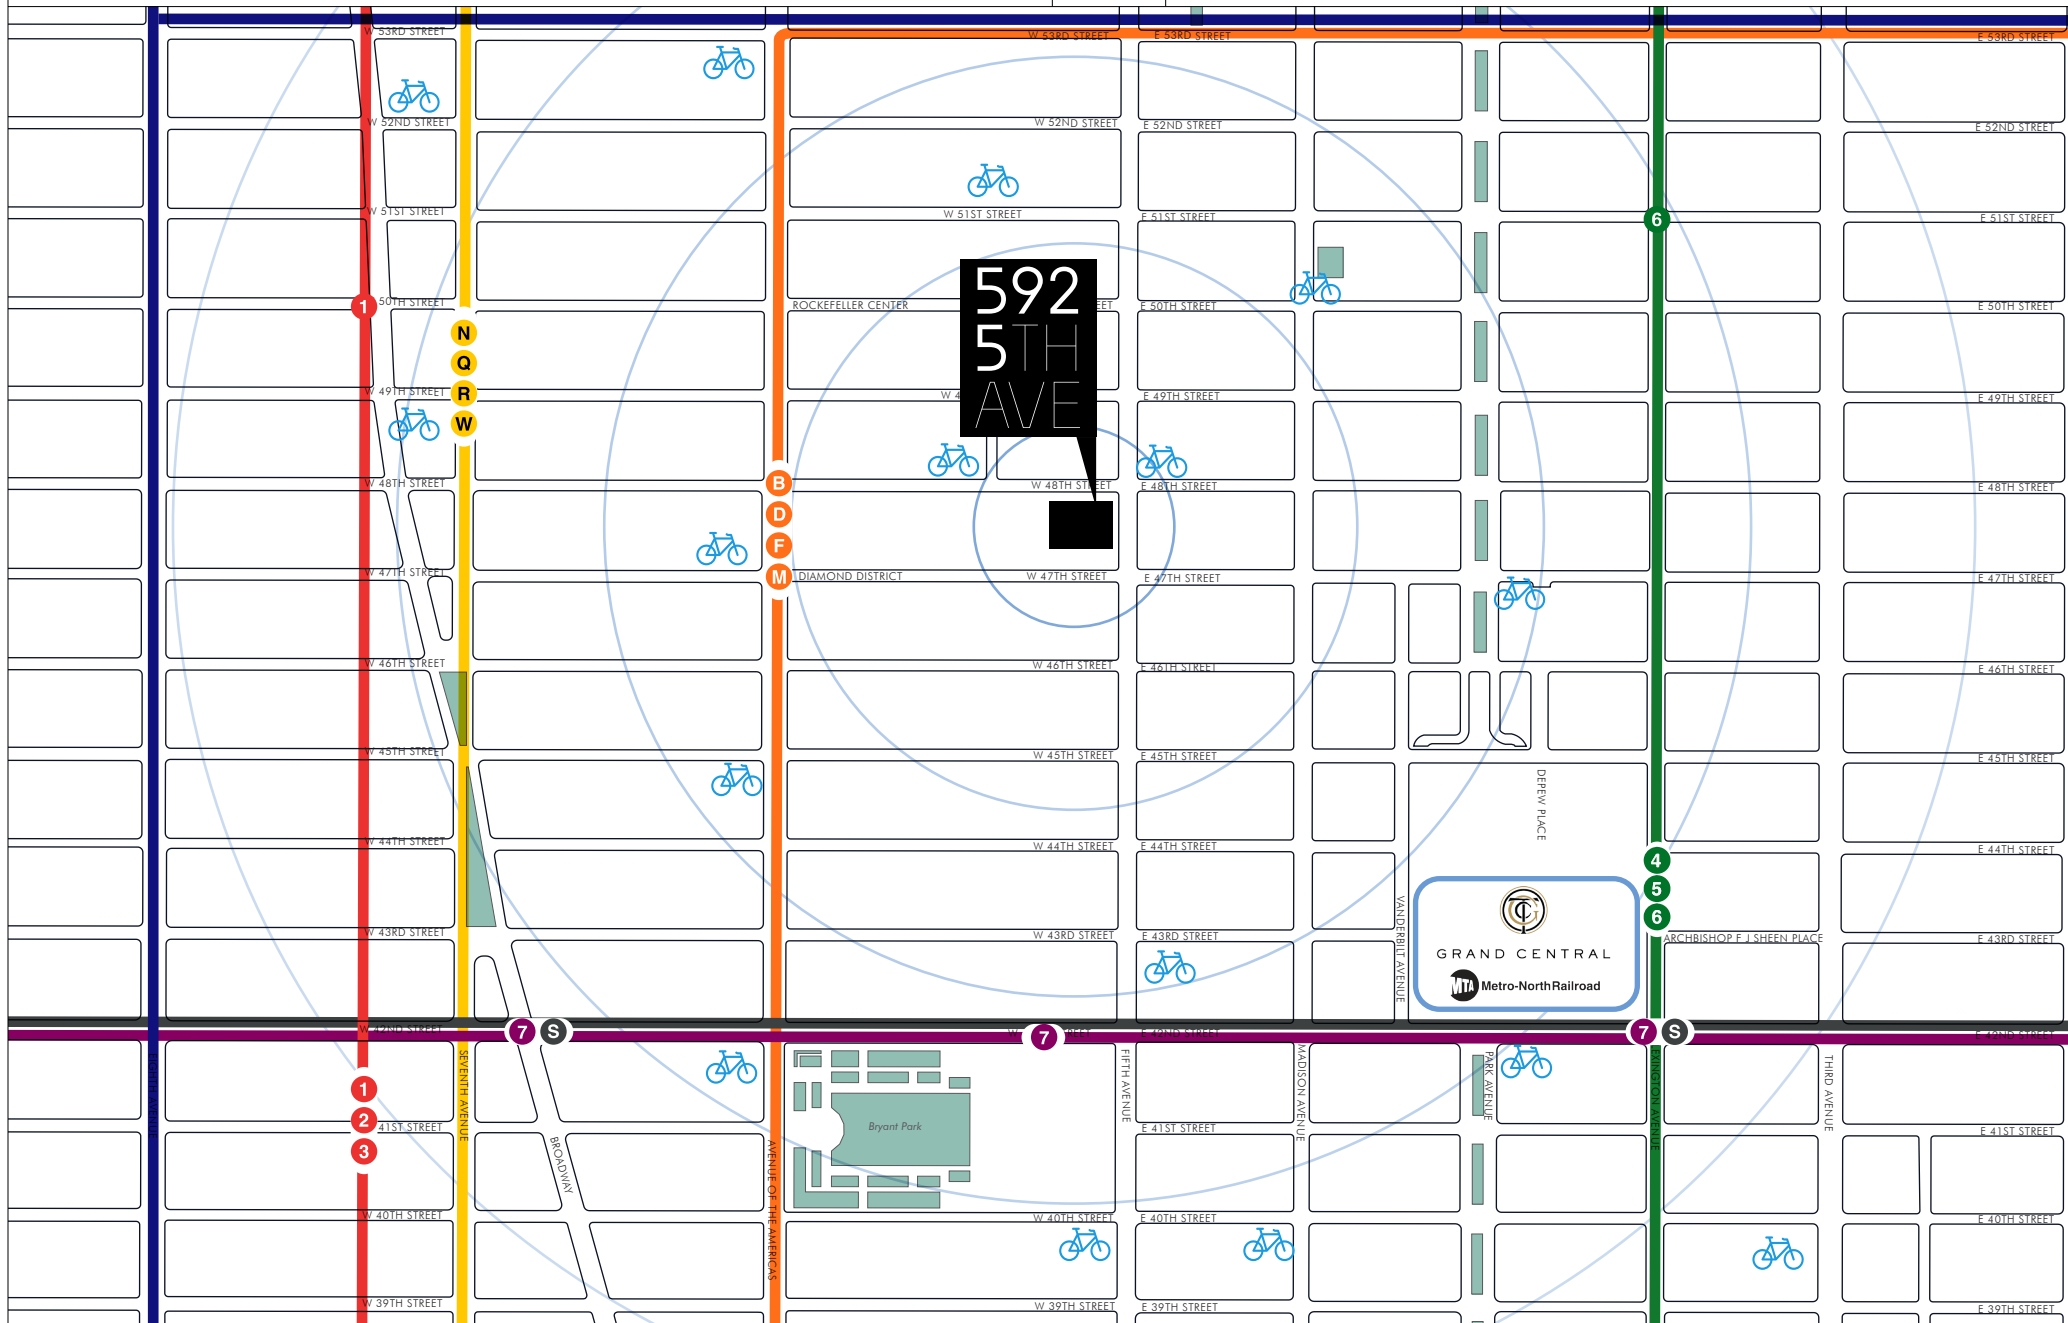 W 53RD STREET
W 53RD STREET
E 53RD STREET
E 53RD STREET
W 52ND STREET
W 52ND STREET
E 52ND STREET
E 52ND STREET
W 51ST STREET
W 51ST STREET
E 51ST STREET
E 51ST STREET
6
592
5TH
AVE
1
50TH STREET
ROCKEFELLER CENTER
E 50TH STREET
E 50TH STREET
N
Q
R
W
W 49TH STREET
E 49TH STREET
E 49TH STREET
W 48TH STREET
B
D
F
M
W 48TH STREET
E 48TH STREET
E 48TH STREET
W 47TH STREET
DIAMOND DISTRICT
W 47TH STREET
E 47TH STREET
E 47TH STREET
W 46TH STREET
W 46TH STREET
E 46TH STREET
E 46TH STREET
W 45TH STREET
W 45TH STREET
E 45TH STREET
E 45TH STREET
DEPEW PLACE
W 44TH STREET
W 44TH STREET
E 44TH STREET
E 44TH STREET
4
5
6
VANDERBILT AVENUE
TGC
GRAND CENTRAL
MTA Metro-North Railroad
W 43RD STREET
W 43RD STREET
E 43RD STREET
ARCHBISHOP F J SHEEN PLACE
E 43RD STREET
W 42ND STREET
7
S
7
E 42ND STREET
7
S
E 42ND STREET
EIGHTH AVENUE
SEVENTH AVENUE
BROADWAY
AVENUE OF THE AMERICAS
FIFTH AVENUE
MADISON AVENUE
PARK AVENUE
LEXINGTON AVENUE
THIRD AVENUE
1
2
3
41ST STREET
Bryant Park
E 41ST STREET
E 41ST STREET
W 40TH STREET
W 40TH STREET
E 40TH STREET
E 40TH STREET
W 39TH STREET
W 39TH STREET
E 39TH STREET
E 39TH STREET